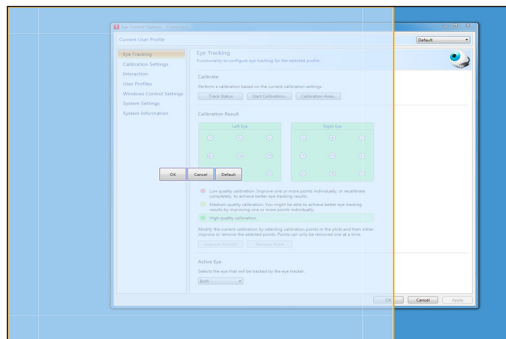 Eye Control Options
Current User Profile
Default
Eye Tracking
Calibration Settings
Interaction
User Profiles
Windows Control Settings
System Settings
System Information
Eye Tracking
Functionality to configure eye tracking for the selected profile.
Calibrate
Perform a calibration based on the current calibration settings.
Track Status
Start Calibration...
Calibration Area...
Calibration Result
Left Eye
Right Eye
OK
Cancel
Default
Low quality calibration. Improve one or more points individually, or recalibrate
completely, to achieve better eye tracking results.
Medium quality calibration. You might be able to achieve better eye tracking
results by improving one or more points individually.
High quality calibration.
Modify the current calibration by selecting calibration points in the plots and then either
improve or remove the selected points. Points can only be removed one at a time.
Active Eye
Selects the eye that will be tracked by the eye tracker.
Both
OK
Cancel
Apply